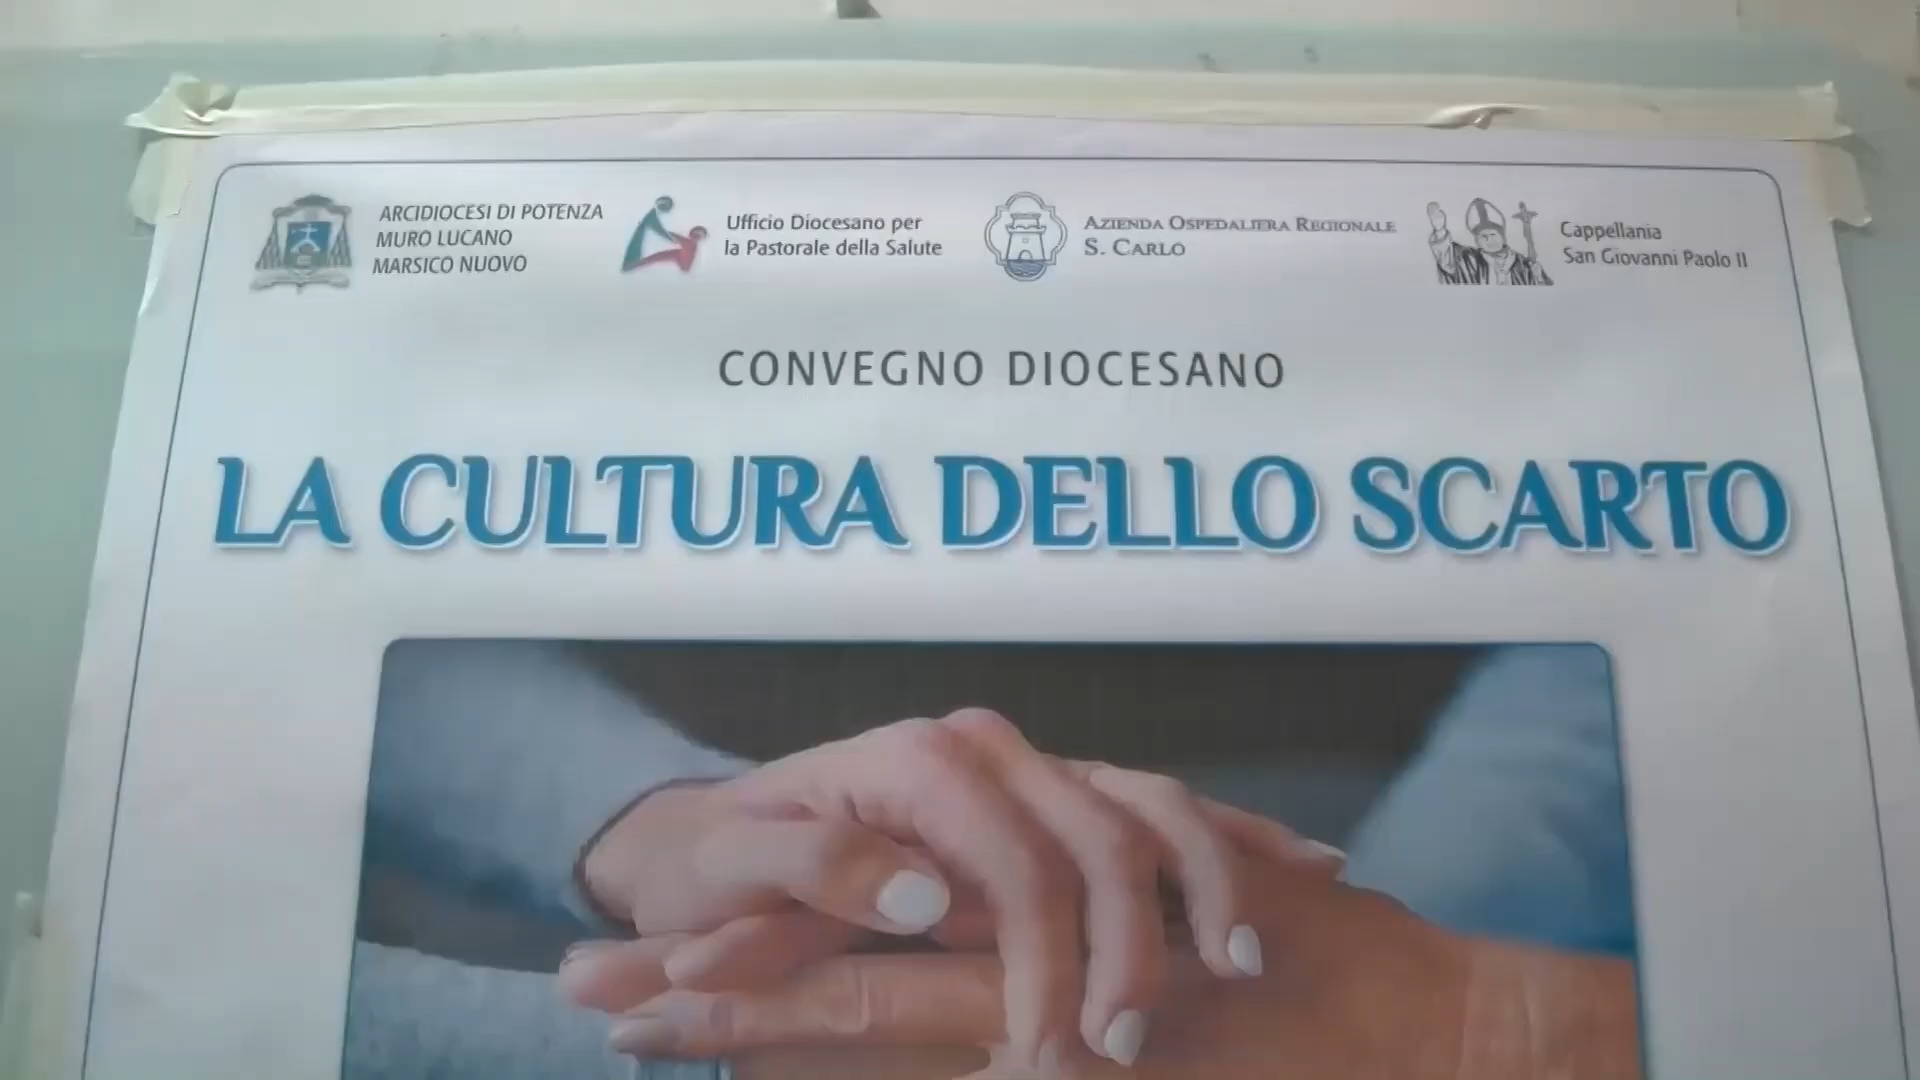 ARCIDIOCESI DI POTENZA
MURO LUCANO
MARSICO NUOVO
Ufficio Diocesano per
la Pastorale della Salute
AZIENDA OSPEDALIERA REGIONALE
S. CARLO
Cappellania
San Giovanni Paolo II
CONVEGNO DIOCESANO
LA CULTURA DELLO SCARTO